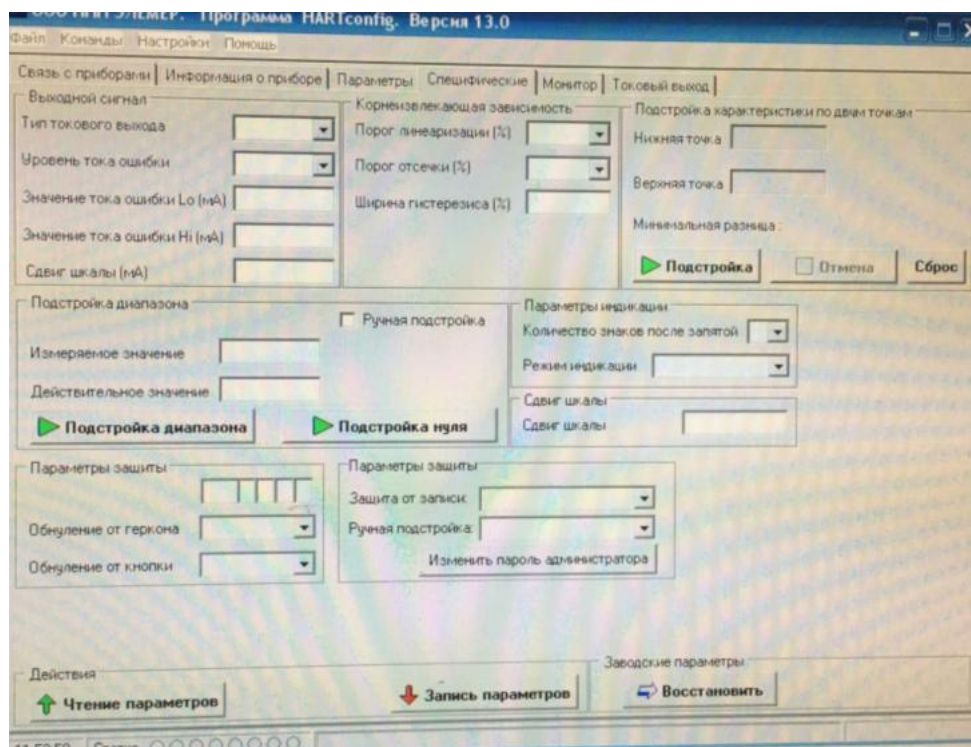 ООО НПП ЭЛЕМЕР. Программа HARTconfig. Версия 13.0
Файл Команды Настройки Помощь
Связь с приборами Информация о приборе Параметры Специфические Монитор Токовый выход
Выходной сигнал
Тип токового выхода
Уровень тока ошибки
Значение тока ошибки Lo (мА)
Значение тока ошибки Hi (мА)
Сдвиг шкалы (мА)
Корнеизвлекающая зависимость
Порог линеаризации (%)
Порог отсечки (%)
Ширина гистерезиса (%)
Подстройка характеристики по двум точкам
Нижняя точка
Верхняя точка
Минимальная разница :
Подстройка Отмена Сброс
Подстройка диапазона
Ручная подстройка
Измеряемое значение
Действительное значение
Подстройка диапазона Подстройка нуля
Параметры индикации
Количество знаков после запятой
Режим индикации
Сдвиг шкалы
Сдвиг шкалы
Параметры защиты
Обнуление от геркона
Обнуление от кнопки
Параметры защиты
Защита от записи:
Ручная подстройка:
Изменить пароль администратора
Действия
Чтение параметров Запись параметров
Заводские параметры
Восстановить